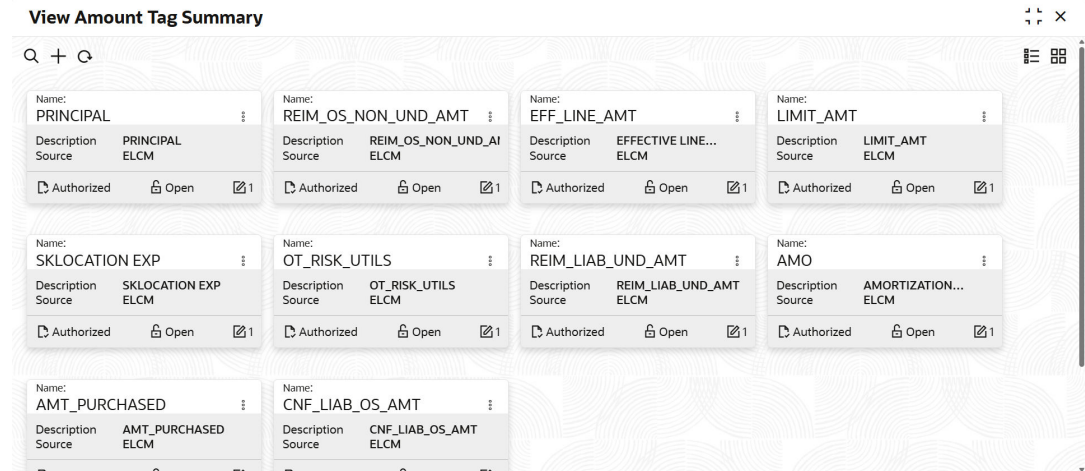 View Amount Tag Summary
Name:
PRINCIPAL
Description PRINCIPAL
Source ELCM
Authorized Open 1
Name:
REIM_OS_NON_UND_AMT
Description REIM_OS_NON_UND_AM
Source ELCM
Authorized Open 1
Name:
EFF_LINE_AMT
Description EFFECTIVE LINE...
Source ELCM
Authorized Open 1
Name:
LIMIT_AMT
Description LIMIT_AMT
Source ELCM
Authorized Open 1
Name:
SKLOCATION EXP
Description SKLOCATION EXP
Source ELCM
Authorized Open 1
Name:
OT_RISK_UTILS
Description OT_RISK_UTILS
Source ELCM
Authorized Open 1
Name:
REIM_LIAB_UND_AMT
Description REIM_LIAB_UND_AMT
Source ELCM
Authorized Open 1
Name:
AMO
Description AMORTIZATION...
Source ELCM
Authorized Open 1
Name:
AMT_PURCHASED
Description AMT_PURCHASED
Source ELCM
Name:
CNF_LIAB_OS_AMT
Description CNF_LIAB_OS_AMT
Source ELCM